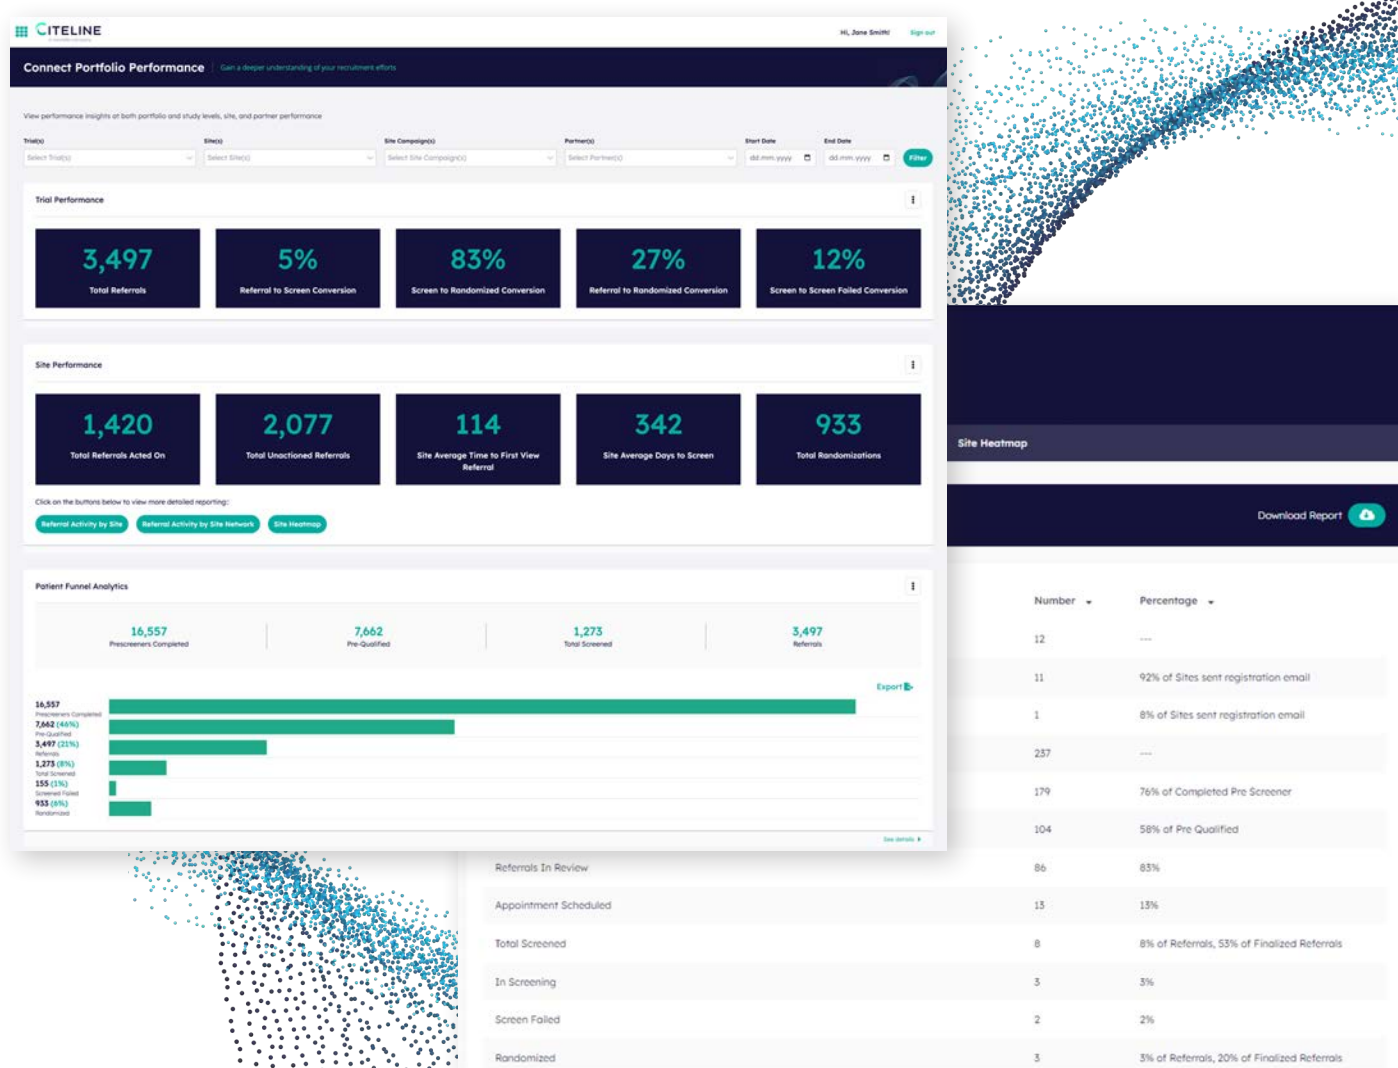 CITELINE
Hi, Jane Smith!
Sign out
Connect Portfolio Performance
Gain a deeper understanding of your recruitment efforts
View performance insights at both portfolio and study levels, site, and partner performance
Trial(s)
Site(s)
Site Campaign(s)
Partner(s)
Start Date
End Date
Select Trial(s)
Select Site(s)
Select Site Campaign(s)
Select Partner(s)
dd.mm.yyyy
dd.mm.yyyy
Filter
Trial Performance
3,497
Total Referrals
5%
Referral to Screen Conversion
83%
Screen to Randomized Conversion
27%
Referral to Randomized Conversion
12%
Screen to Screen Failed Conversion
Site Performance
1,420
Total Referrals Acted On
2,077
Total Unactioned Referrals
114
Site Average Time to First View
Referral
342
Site Average Days to Screen
933
Total Randomizations
Click on the buttons below to view more detailed reporting:
Referral Activity by Site
Referral Activity by Site Network
Site Heatmap
Patient Funnel Analytics
16,557
Prescreeners Completed
7,662
Pre-Qualified
1,273
Total Screened
3,497
Referrals
Export
16,557
Prescreeners Completed
7,662 (46%)
Pre-Qualified
3,497 (21%)
Referrals
1,273 (8%)
Total Screened
155 (1%)
Screened Failed
933 (6%)
Randomized
See details
Site Heatmap
Download Report
Number
Percentage
12 ---
11 92% of Sites sent registration email
1 8% of Sites sent registration email
237 ---
179 76% of Completed Pre Screener
104 58% of Pre Qualified
Referrals In Review 86 83%
Appointment Scheduled 13 13%
Total Screened 8 8% of Referrals, 53% of Finalized Referrals
In Screening 3 3%
Screen Failed 2 2%
Randomized 3 3% of Referrals, 20% of Finalized Referrals